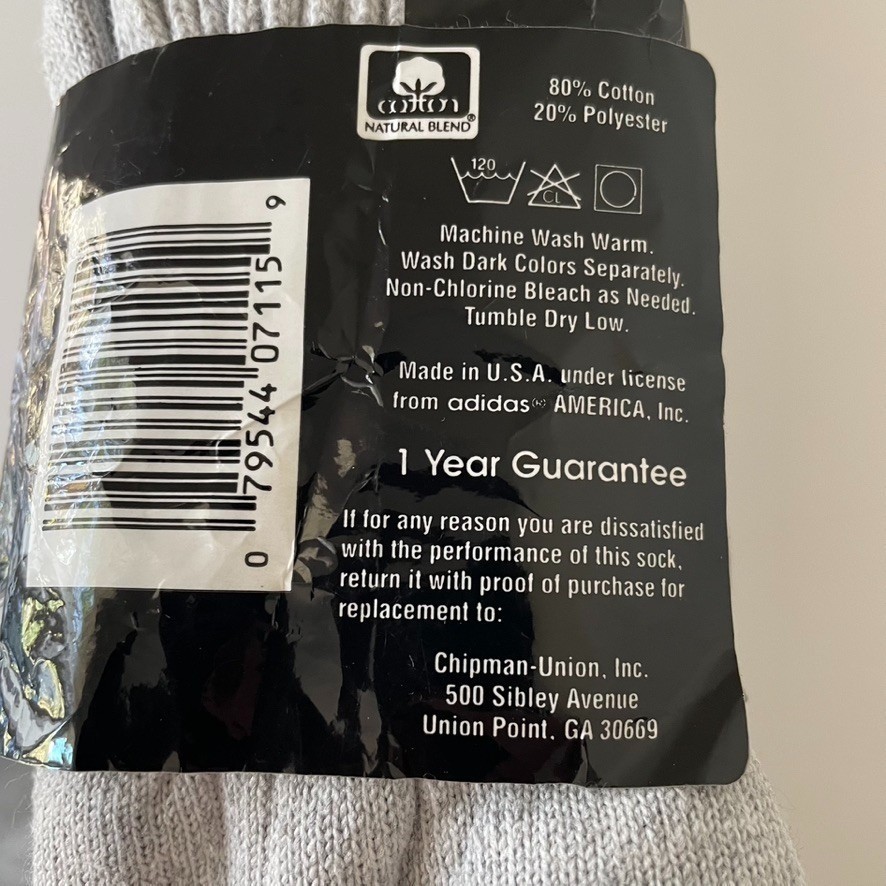 cotton
NATURAL BLEND®
80% Cotton
20% Polyester
120
CL
Machine Wash Warm.
Wash Dark Colors Separately.
Non-Chlorine Bleach as Needed.
Tumble Dry Low.
Made in U.S.A. under license
from adidas® AMERICA, Inc.
1 Year Guarantee
If for any reason you are dissatisfied
with the performance of this sock,
return it with proof of purchase for
replacement to:
Chipman-Union, Inc.
500 Sibley Avenue
Union Point, GA 30669
0 79544 07115 9